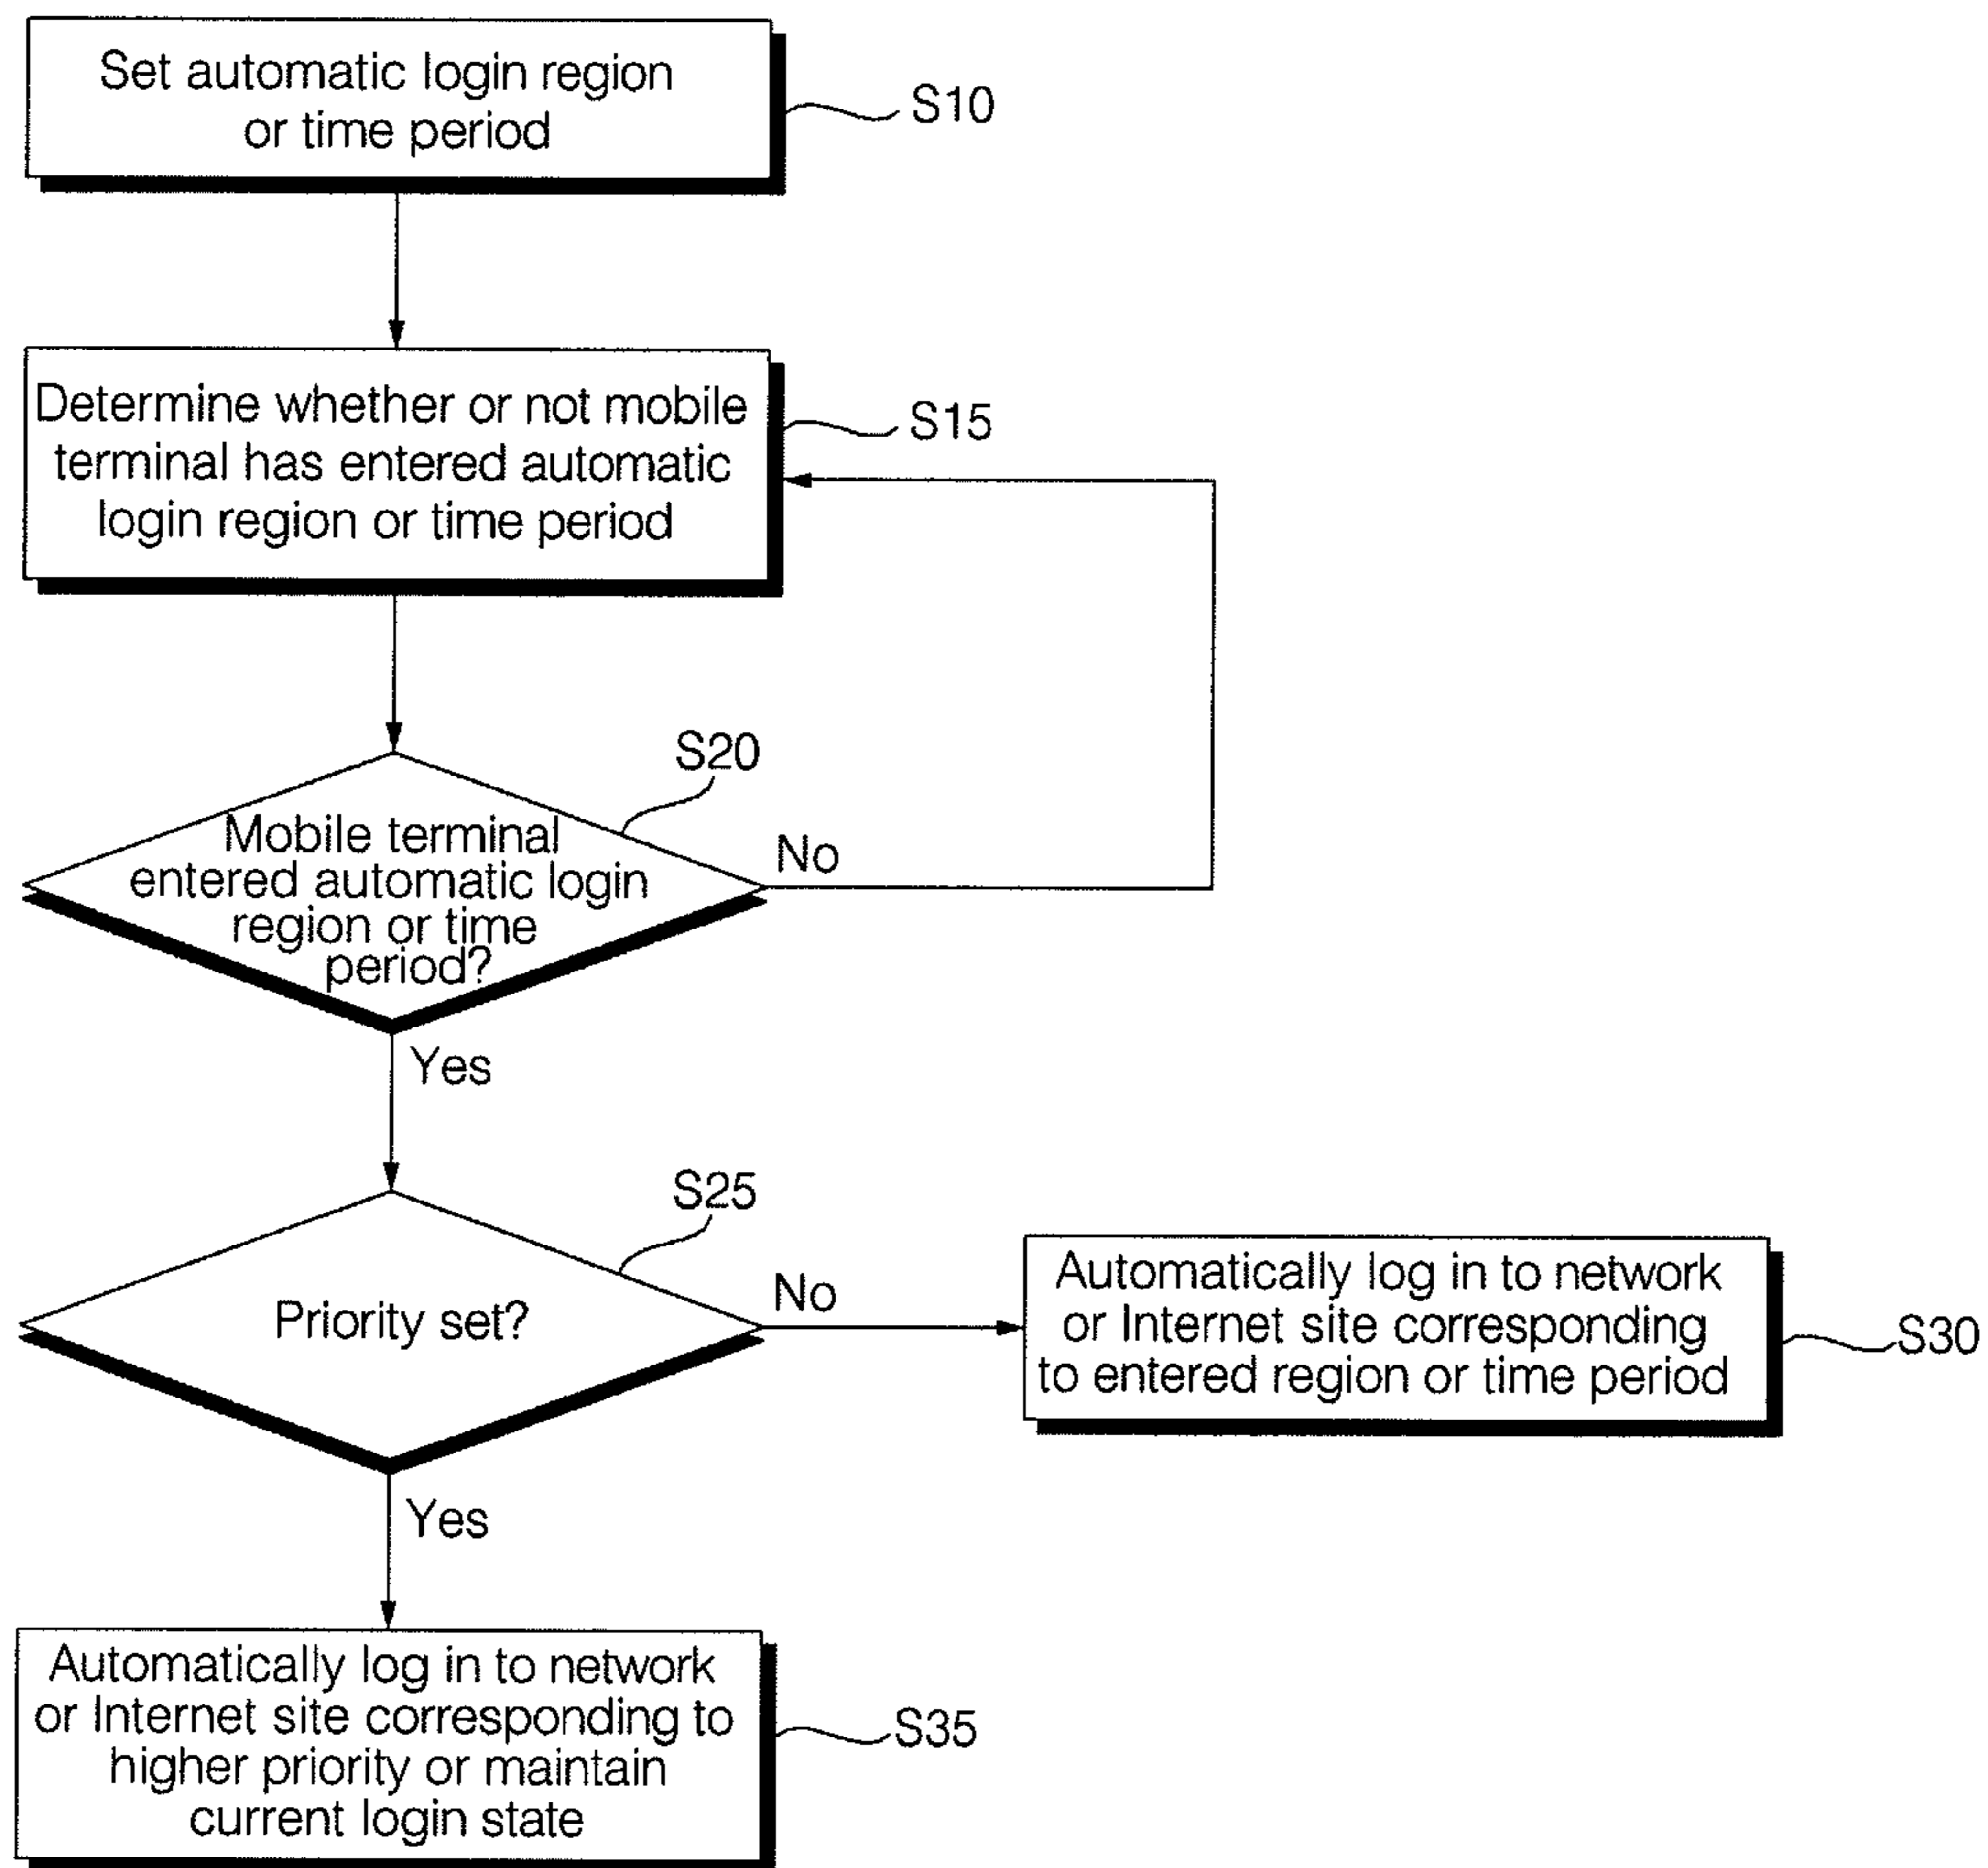 Set automatic login region
or time period
S10
Determine whether or not mobile
terminal has entered automatic
login region or time period
S15
S20
Mobile terminal
entered automatic login
region or time
period?
No
Yes
S25
Priority set?
No
Automatically log in to network
or Internet site corresponding
to entered region or time period
S30
Yes
Automatically log in to network
or Internet site corresponding to
higher priority or maintain
current login state
S35